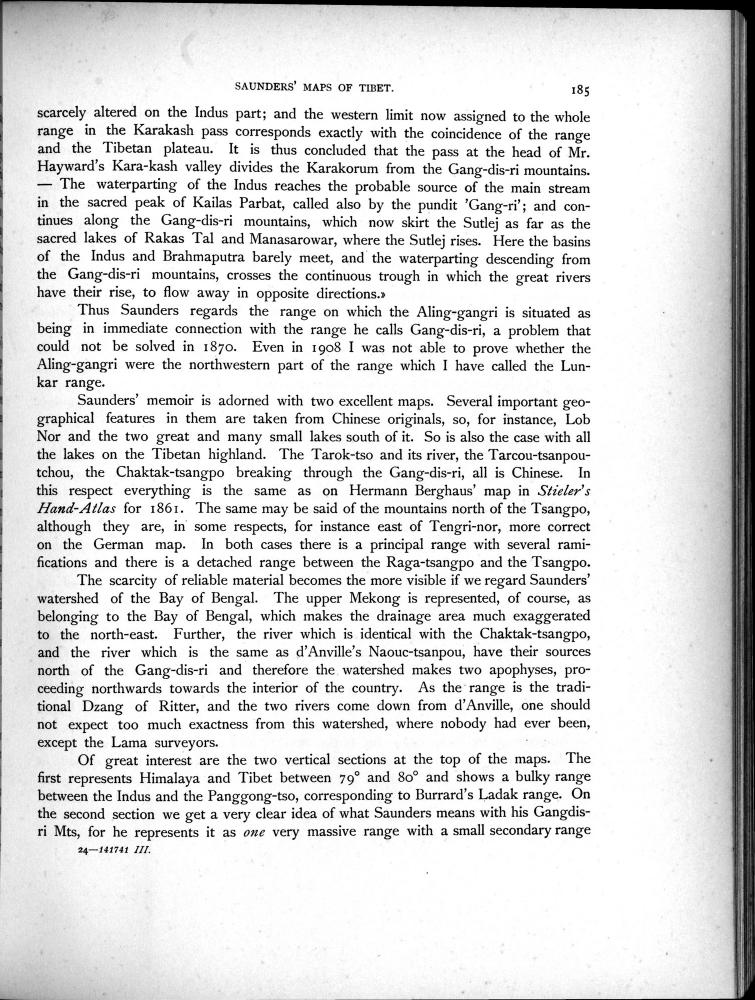 SAUNDERS' MAPS OF TIBET. 185
scarcely altered on the Indus part; and the western limit now assigned to the whole
range in the Karakash pass corresponds exactly with the coincidence of the range
and the Tibetan plateau. It is thus concluded that the pass at the head of Mr.
Hayward's Kara-kash valley divides the Karakorum from the Gang-dis-ri mountains.
— The waterparting of the Indus reaches the probable source of the main stream
in the sacred peak of Kailas Parbat, called also by the pundit 'Gang-ri'; and con-
tinues along the Gang-dis-ri mountains, which now skirt the Sutlej as far as the
sacred lakes of Rakas Tal and Manasarowar, where the Sutlej rises. Here the basins
of the Indus and Brahmaputra barely meet, and the waterparting descending from
the Gang-dis-ri mountains, crosses the continuous trough in which the great rivers
have their rise, to flow away in opposite directions.»
Thus Saunders regards the range on which the Aling-gangri is situated as
being in immediate connection with the range he calls Gang-dis-ri, a problem that
could not be solved in 1870. Even in 1908 I was not able to prove whether the
Aling-gangri were the northwestern part of the range which I have called the Lun-
kar range.
Saunders' memoir is adorned with two excellent maps. Several important geo-
graphical features in them are taken from Chinese originals, so, for instance, Lob
Nor and the two great and many small lakes south of it. So is also the case with all
the lakes on the Tibetan highland. The Tarok-tso and its river, the Tarcou-tsanpou-
tchou, the Chaktak-tsangpo breaking through the Gang-dis-ri, all is Chinese. In
this respect everything is the same as on Hermann Berghaus' map in Stieler's
Hand-Atlas for 1861. The same may be said of the mountains north of the Tsangpo,
although they are, in some respects, for instance east of Tengri-nor, more correct
on the German map. In both cases there is a principal range with several rami-
fications and there is a detached range between the Raga-tsangpo and the Tsangpo.
The scarcity of reliable material becomes the more visible if we regard Saunders'
watershed of the Bay of Bengal. The upper Mekong is represented, of course, as
belonging to the Bay of Bengal, which makes the drainage area much exaggerated
to the north-east. Further, the river which is identical with the Chaktak-tsangpo,
and the river which is the same as d'Anville's Naouc-tsanpou, have their sources
north of the Gang-dis-ri and therefore the watershed makes two apophyses, pro-
ceeding northwards towards the interior of the country. As the range is the tradi-
tional Dzang of Ritter, and the two rivers come down from d'Anville, one should
not expect too much exactness from this watershed, where nobody had ever been,
except the Lama surveyors.
Of great interest are the two vertical sections at the top of the maps. The
first represents Himalaya and Tibet between 79° and 80° and shows a bulky range
between the Indus and the Panggong-tso, corresponding to Burrard's Ladak range. On
the second section we get a very clear idea of what Saunders means with his Gangdis-
ri Mts, for he represents it as one very massive range with a small secondary range
24—141741 III.